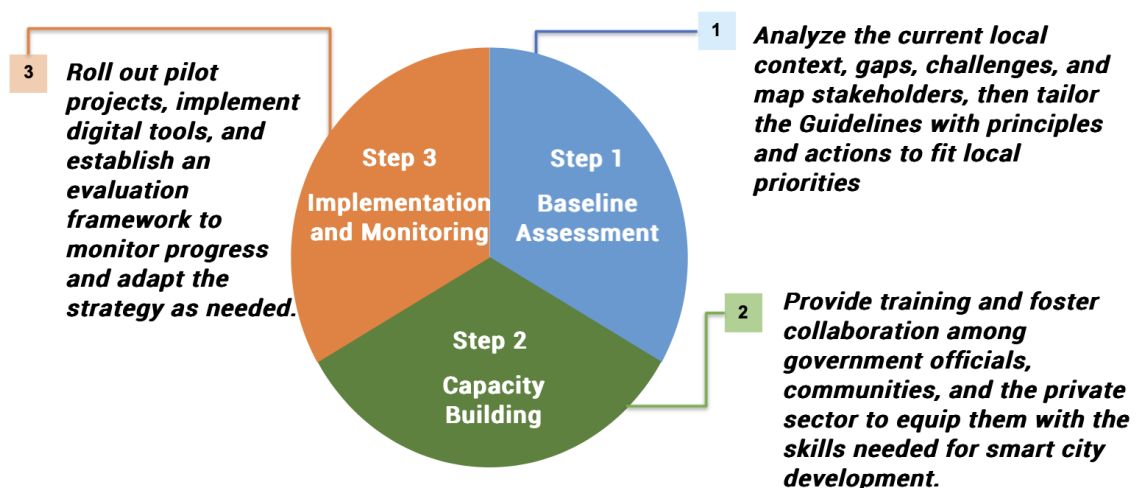 1
Analyze the current local
context, gaps, challenges, and
map stakeholders, then tailor
the Guidelines with principles
and actions to fit local
priorities
3
Roll out pilot
projects, implement
digital tools, and
establish an
evaluation
framework to
monitor progress
and adapt the
strategy as needed.
Step 3
Implementation
and Monitoring
Step 1
Baseline
Assessment
Step 2
Capacity
Building
2
Provide training and foster
collaboration among
government officials,
communities, and the private
sector to equip them with the
skills needed for smart city
development.